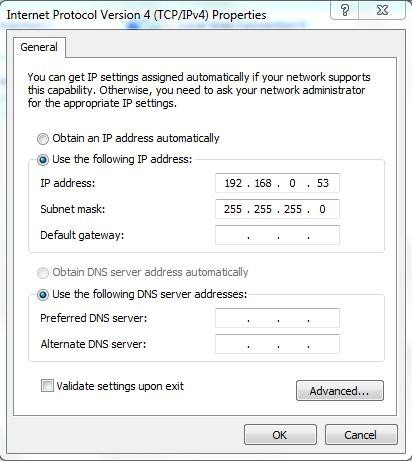 Internet Protocol Version 4 (TCP/IPv4) Properties
General
You can get IP settings assigned automatically if your network supports
this capability. Otherwise, you need to ask your network administrator
for the appropriate IP settings.
Obtain an IP address automatically
Use the following IP address:
IP address: 192 . 168 . 0 . 53
Subnet mask: 255 . 255 . 255 . 0
Default gateway: . . .
Obtain DNS server address automatically
Use the following DNS server addresses:
Preferred DNS server: . . .
Alternate DNS server: . . .
Validate settings upon exit
Advanced...
OK Cancel